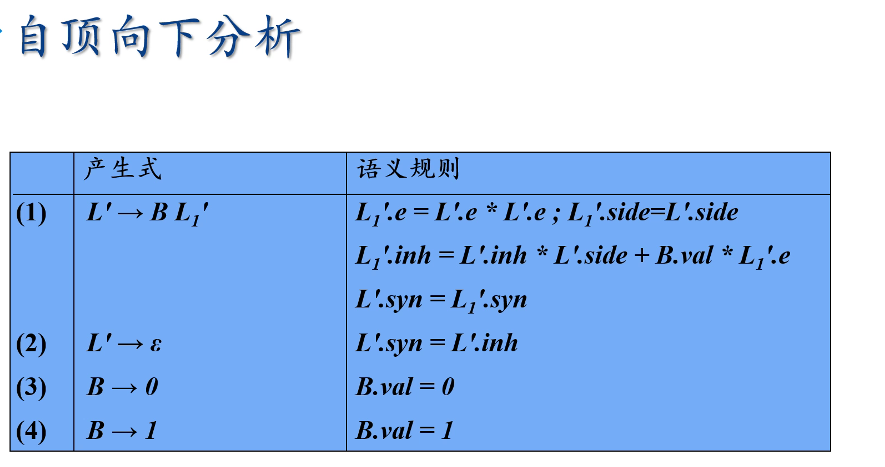 自顶向下分析
产生式 语义规则
(1) L' → B L₁' L₁'.e = L'.e * L'.e ; L₁'.side=L'.side
L₁'.inh = L'.inh * L'.side + B.val * L₁'.e
L'.syn = L₁'.syn
(2) L' → ε L'.syn = L'.inh
(3) B → 0 B.val = 0
(4) B → 1 B.val = 1